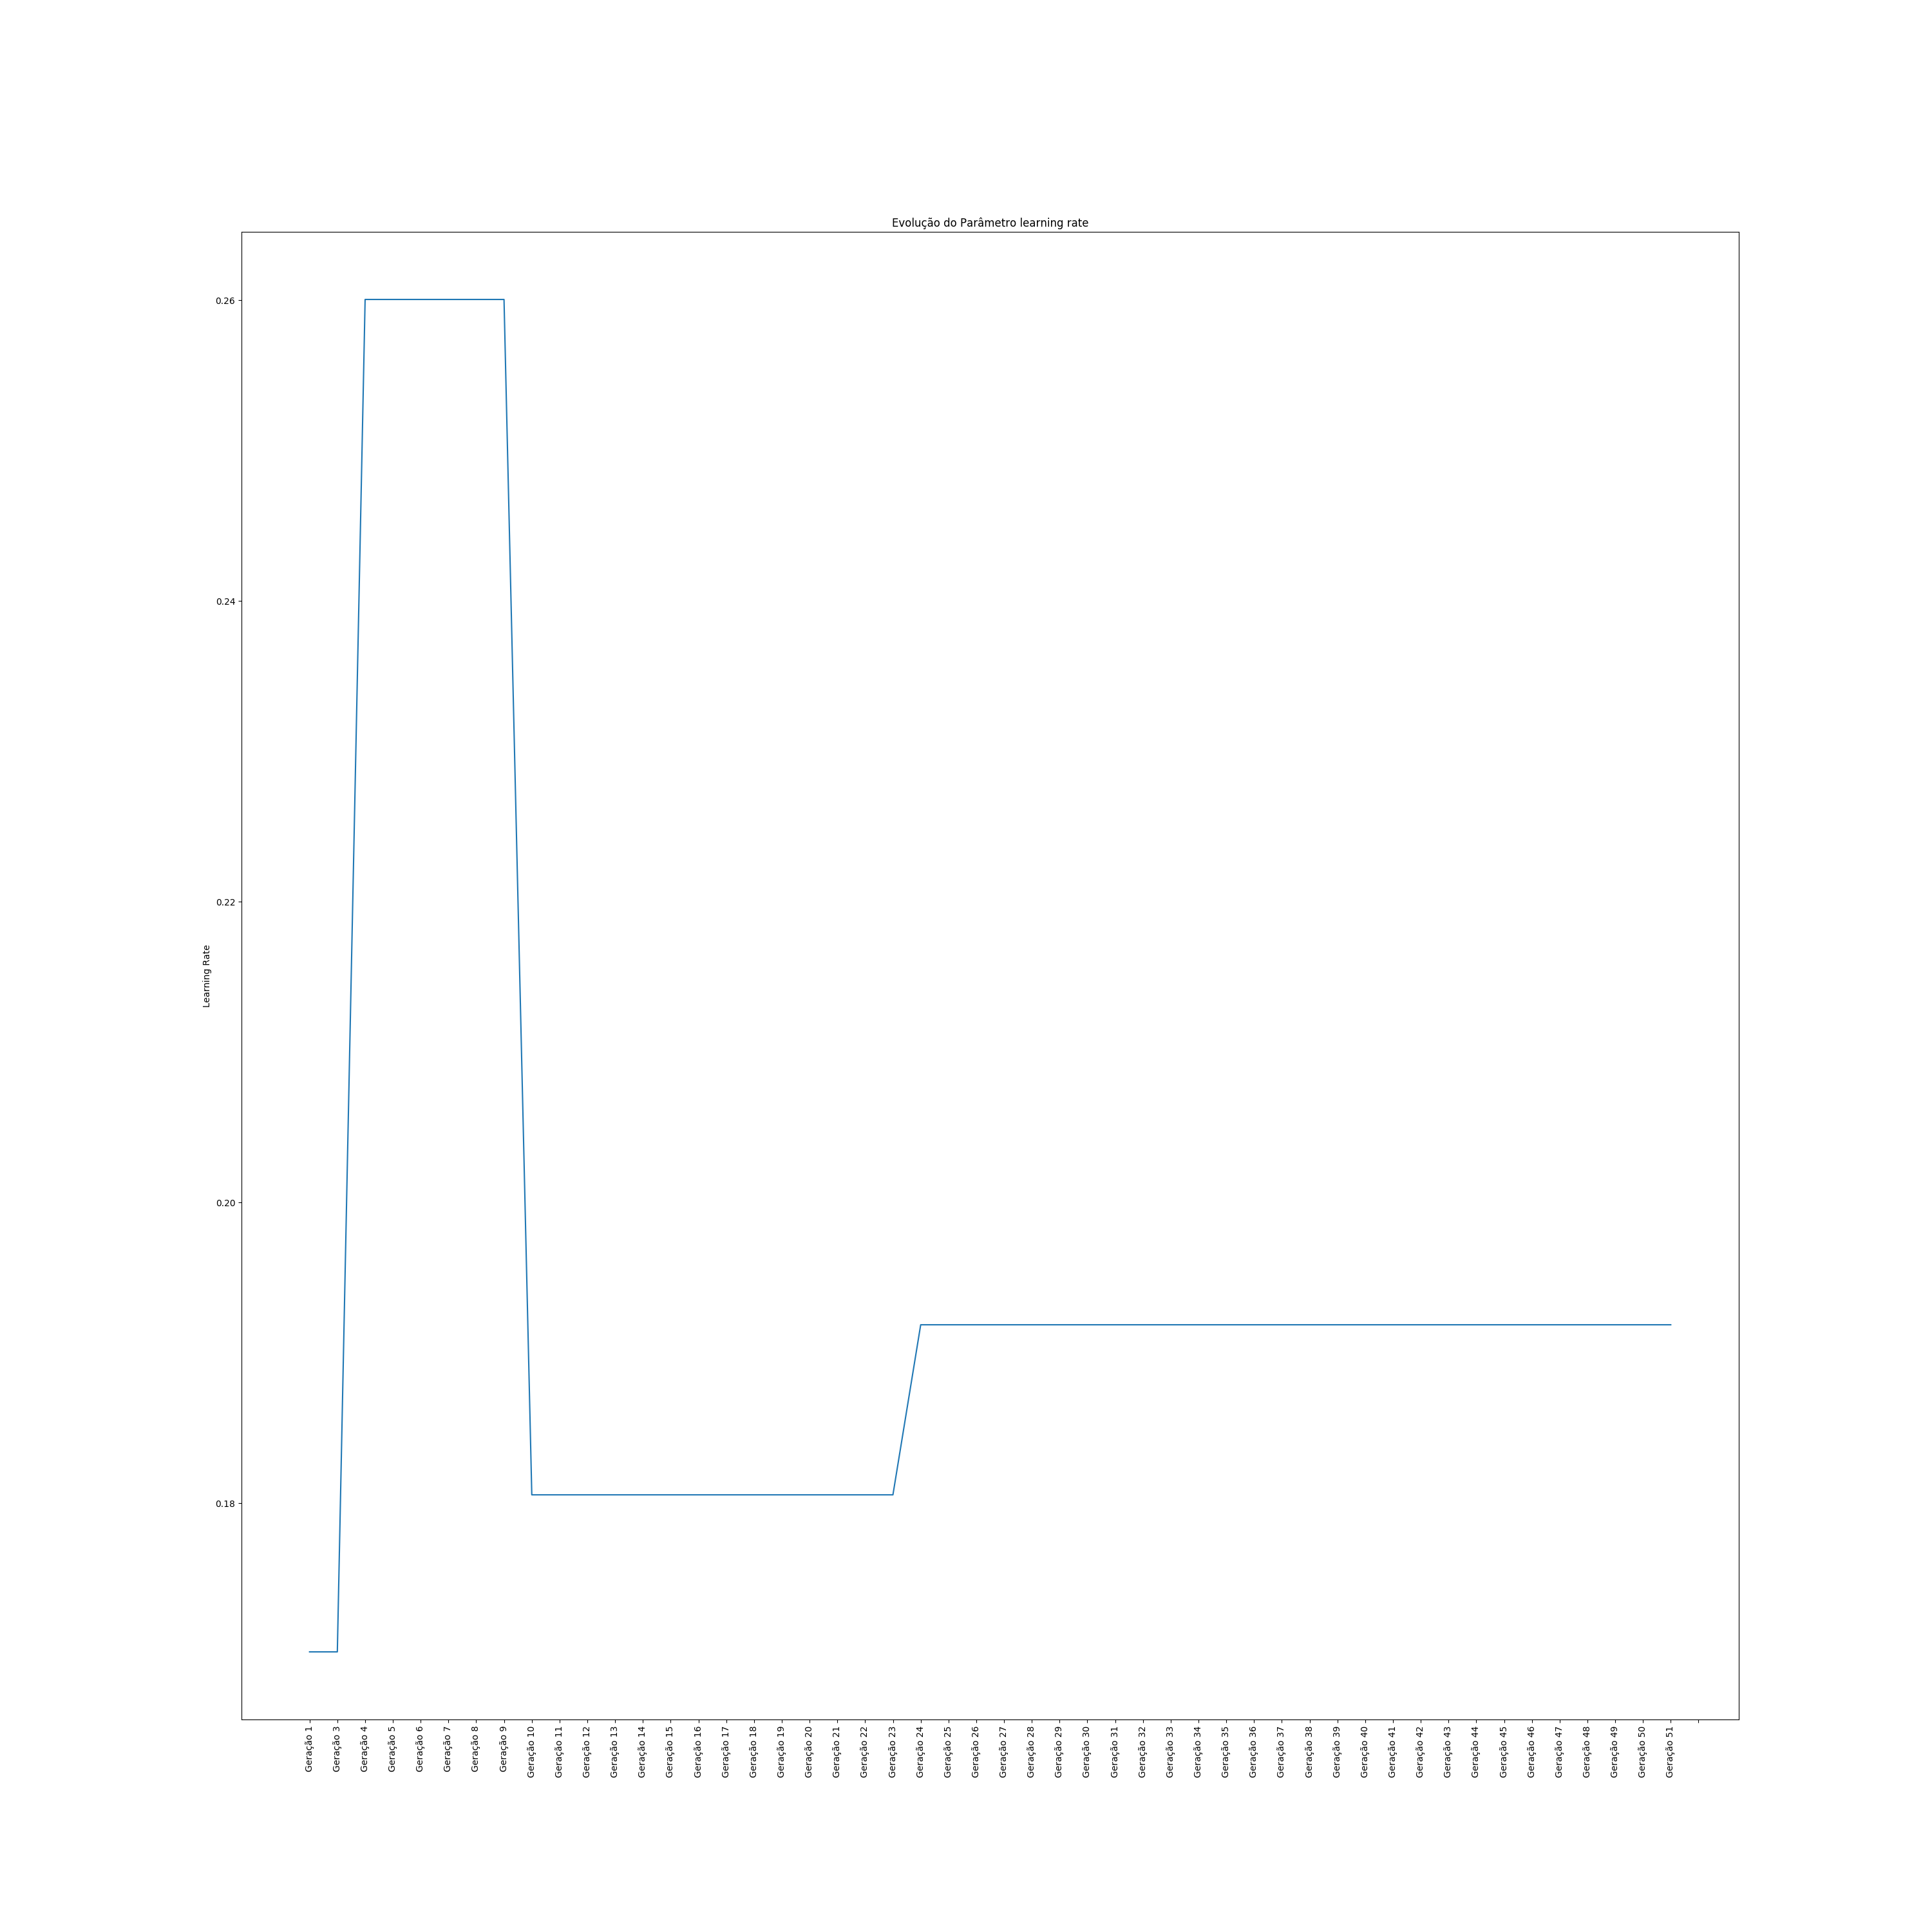 Evolução do Parâmetro learning rate
Learning Rate
0.26
0.24
0.22
0.20
0.18
Geração 1
Geração 3
Geração 4
Geração 5
Geração 6
Geração 7
Geração 8
Geração 9
Geração 10
Geração 11
Geração 12
Geração 13
Geração 14
Geração 15
Geração 16
Geração 17
Geração 18
Geração 19
Geração 20
Geração 21
Geração 22
Geração 23
Geração 24
Geração 25
Geração 26
Geração 27
Geração 28
Geração 29
Geração 30
Geração 31
Geração 32
Geração 33
Geração 34
Geração 35
Geração 36
Geração 37
Geração 38
Geração 39
Geração 40
Geração 41
Geração 42
Geração 43
Geração 44
Geração 45
Geração 46
Geração 47
Geração 48
Geração 49
Geração 50
Geração 51